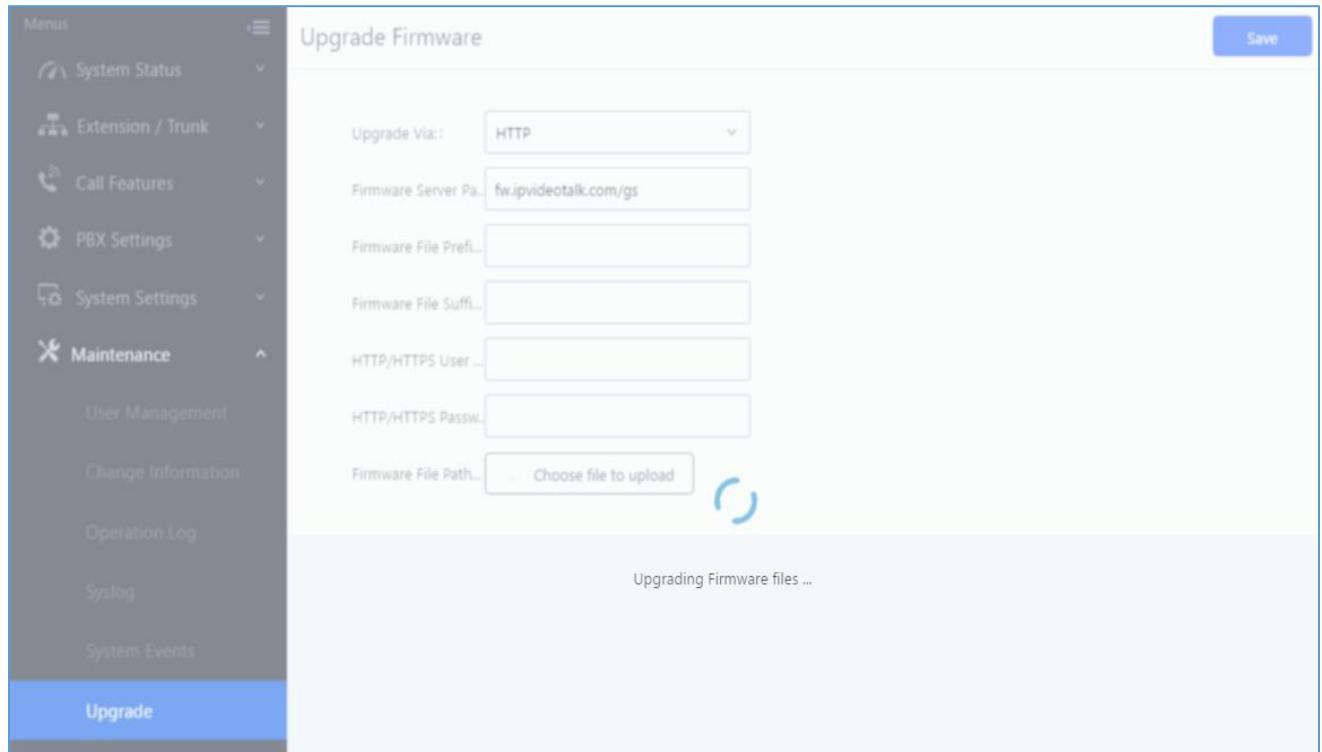 Menus
System Status
Extension / Trunk
Call Features
PBX Settings
System Settings
Maintenance
User Management
Change Information
Operation Log
Syslog
System Events
Upgrade
Upgrade Firmware
Save
Upgrade Via:: HTTP
Firmware Server Pa... fw.ipvideotalk.com/gs
Firmware File Prefi...
Firmware File Suffi...
HTTP/HTTPS User ...
HTTP/HTTPS Passw...
Firmware File Path... Choose file to upload
Upgrading Firmware files ...